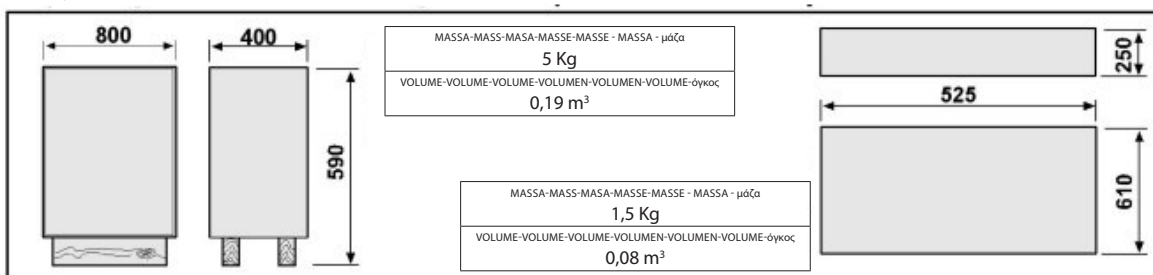 800
400
590
MASSA-MASS-MASA-MASSE-MASSE - MASSA - μάζα
5 Kg
VOLUME-VOLUME-VOLUME-VOLUMEN-VOLUMEN-VOLUME-όγκος
0,19 m³
MASSA-MASS-MASA-MASSE-MASSE - MASSA - μάζα
1,5 Kg
VOLUME-VOLUME-VOLUME-VOLUMEN-VOLUMEN-VOLUME-όγκος
0,08 m³
250
525
610